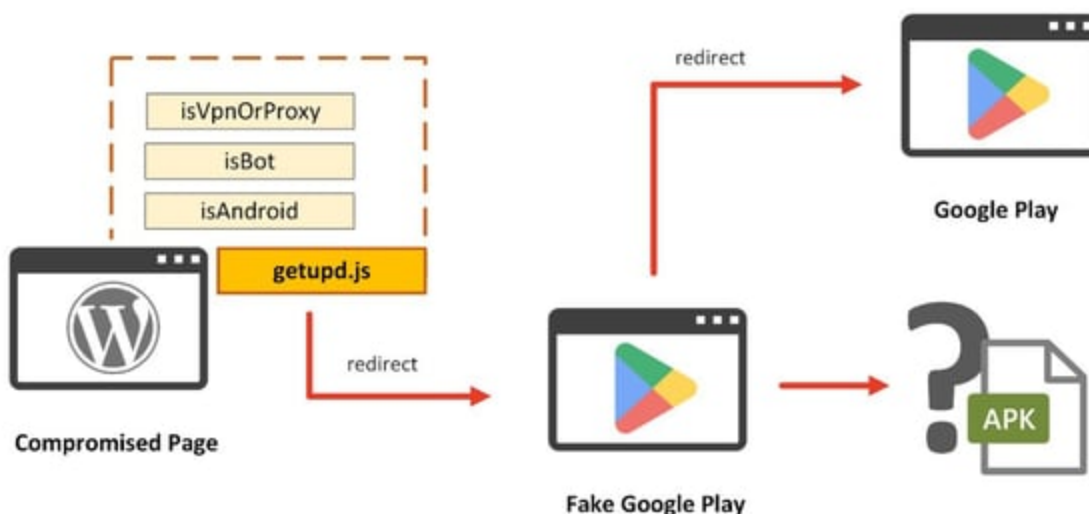 isVpnOrProxy
isBot
isAndroid
getupd.js
redirect
Compromised Page
redirect
Google Play
Fake Google Play
APK